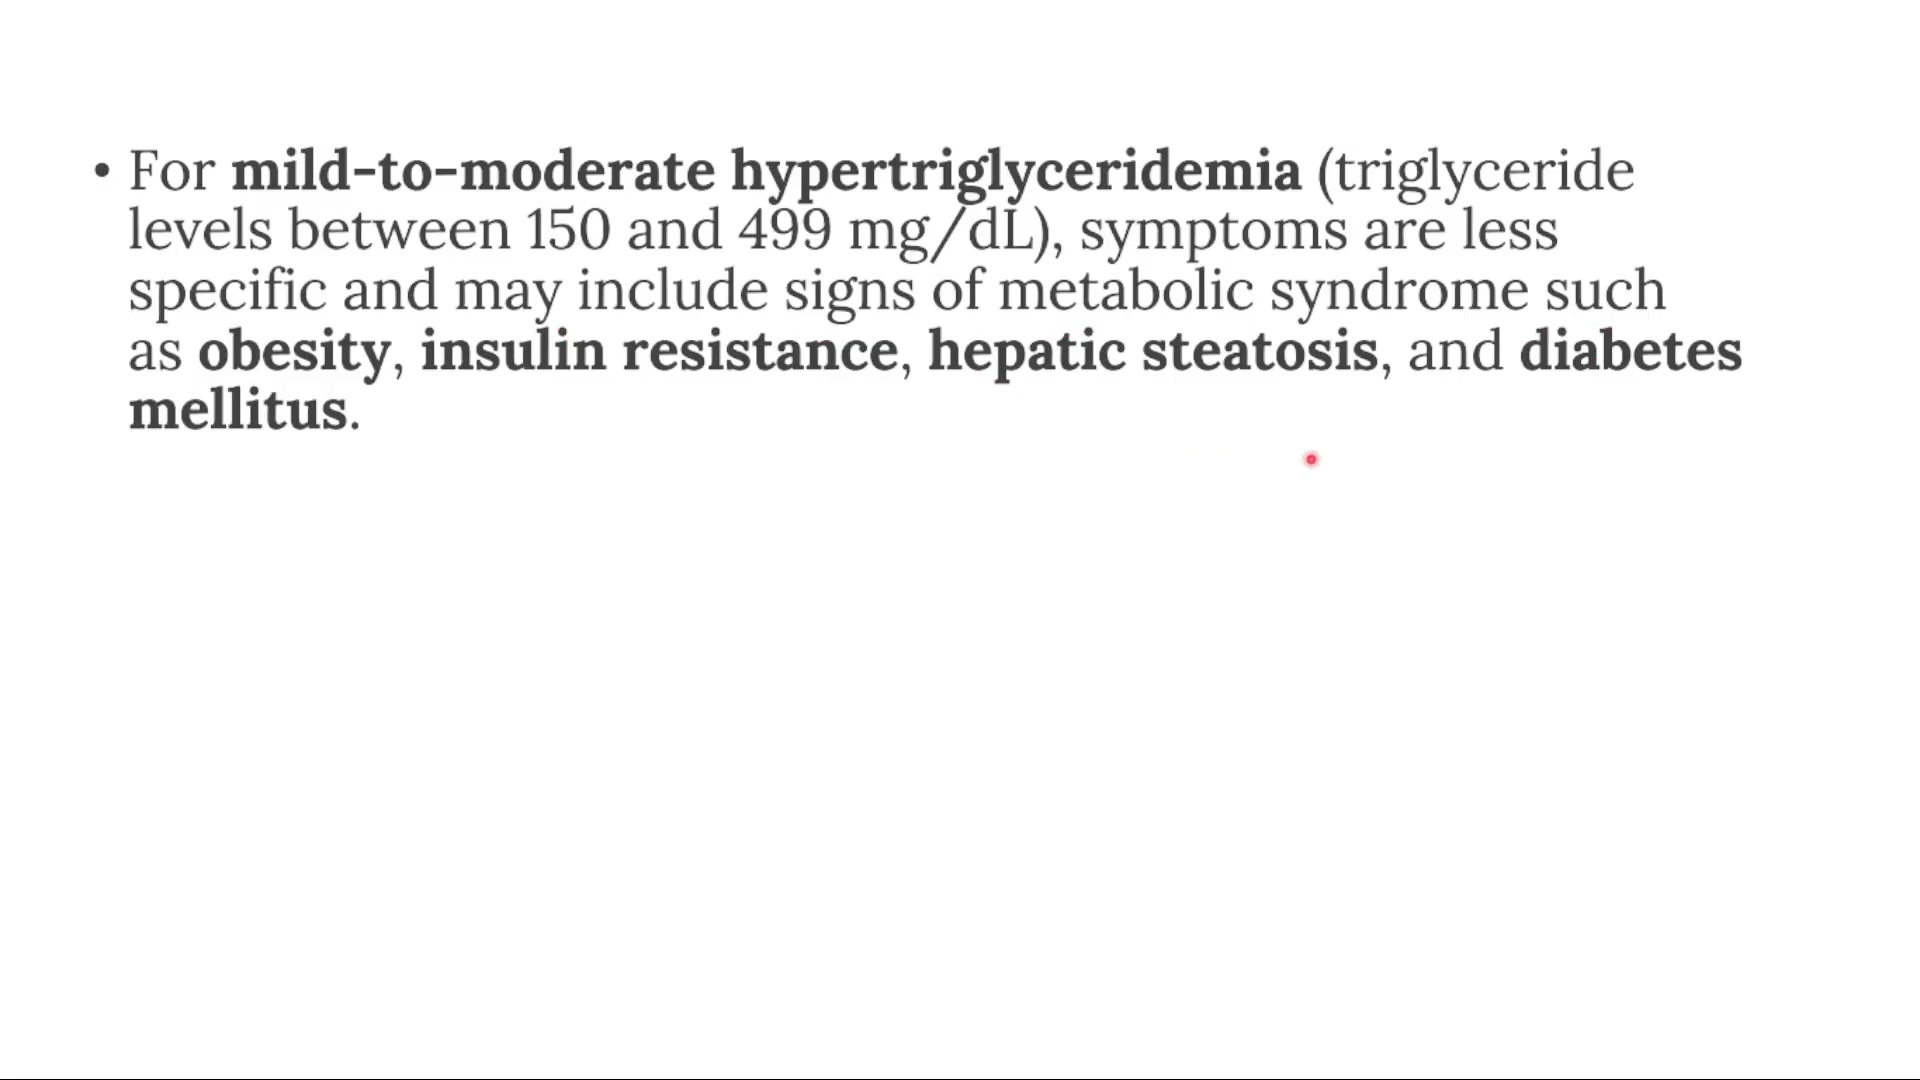 • For mild-to-moderate hypertriglyceridemia (triglyceride
levels between 150 and 499 mg/dL), symptoms are less
specific and may include signs of metabolic syndrome such
as obesity, insulin resistance, hepatic steatosis, and diabetes
mellitus.